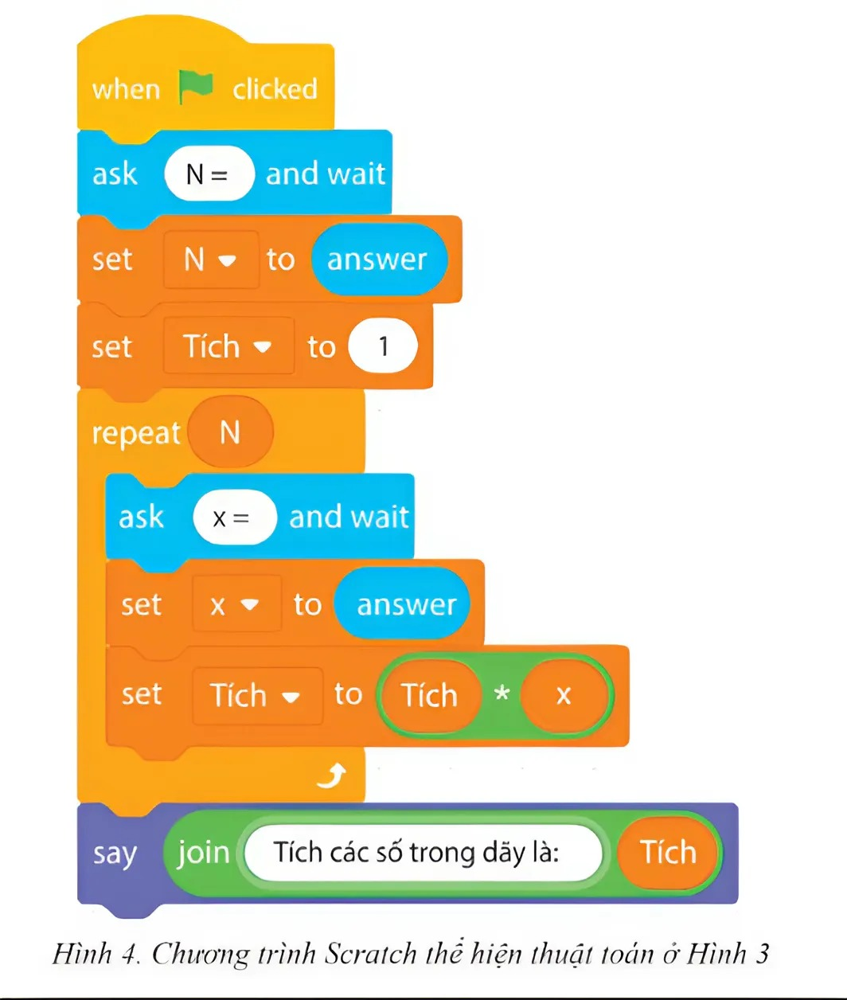 when clicked
ask N = and wait
set N to answer
set Tích to 1
repeat N
ask x = and wait
set x to answer
set Tích to Tích * x
say join Tích các số trong dãy là: Tích
Hình 4. Chương trình Scratch thể hiện thuật toán ở Hình 3